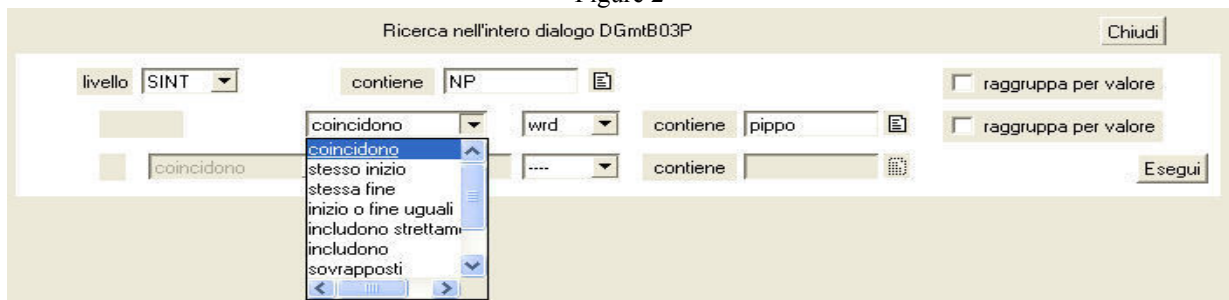 Figure 2
Ricerca nell'intero dialogo DGmtB03P Chiudi
livello SINT contiene NP raggruppa per valore
coincidono wrd contiene pippo raggruppa per valore
coincidono ---- contiene Esegui
coincidono
stesso inizio
stessa fine
inizio o fine uguali
includono strettam
includono
sovrapposti